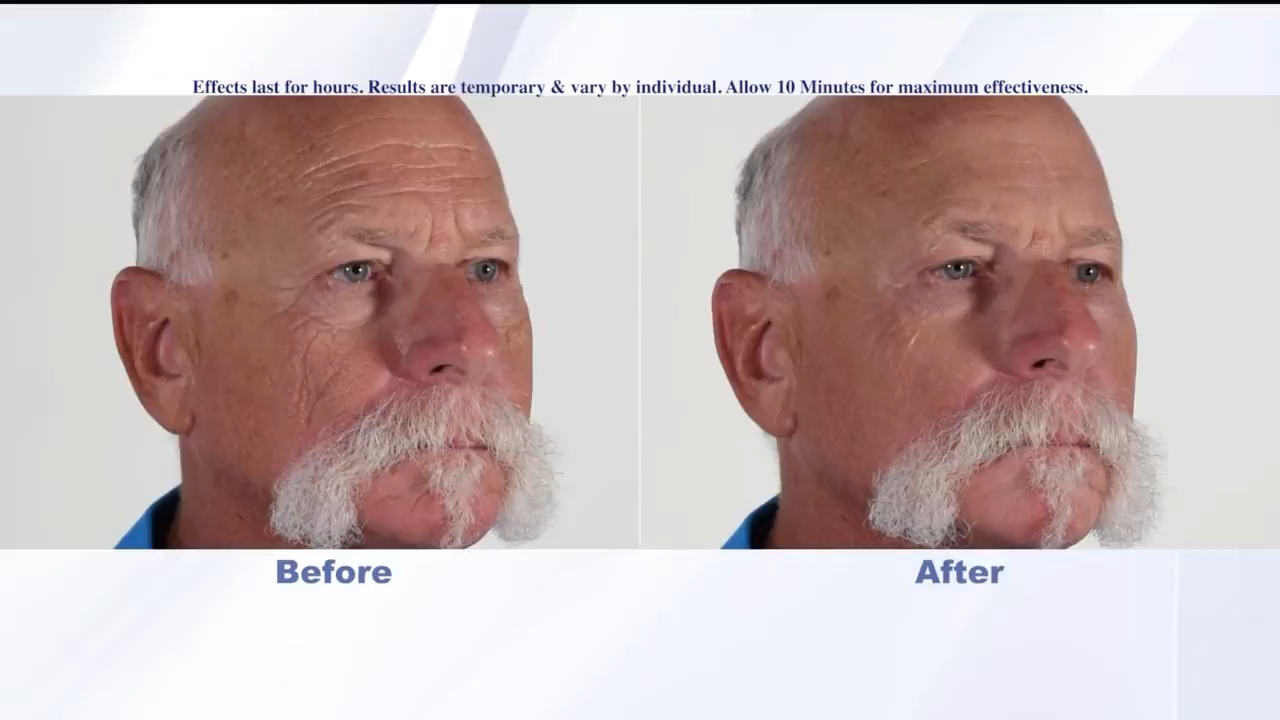 Effects last for hours. Results are temporary & vary by individual. Allow 10 Minutes for maximum effectiveness.
Before
After